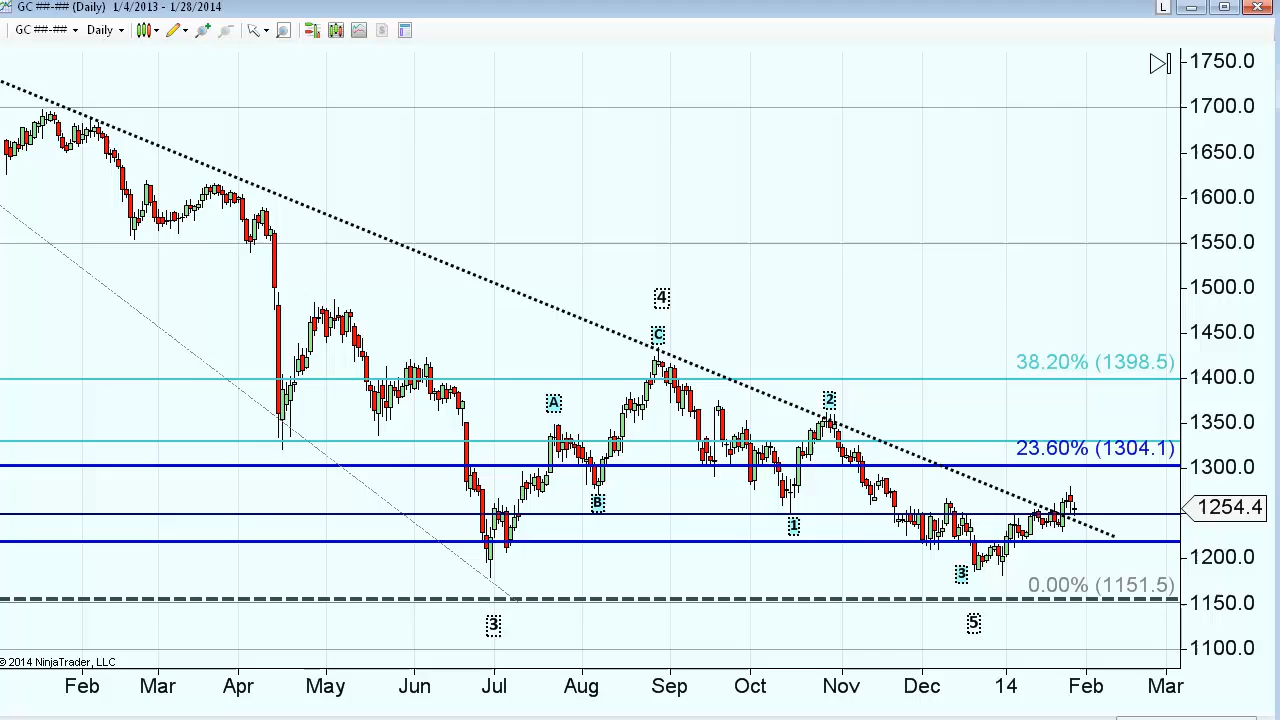 GC ##-## (Daily) 1/4/2013 - 1/28/2014
L
GC ##-## Daily
1750.0
1700.0
1650.0
1600.0
1550.0
1500.0
1450.0
1400.0
1350.0
1300.0
1254.4
1200.0
1150.0
1100.0
4
C
38.20% (1398.5)
A
2
23.60% (1304.1)
B
1
3
0.00% (1151.5)
3
5
© 2014 NinjaTrader, LLC
Feb Mar Apr May Jun Jul Aug Sep Oct Nov Dec 14 Feb Mar